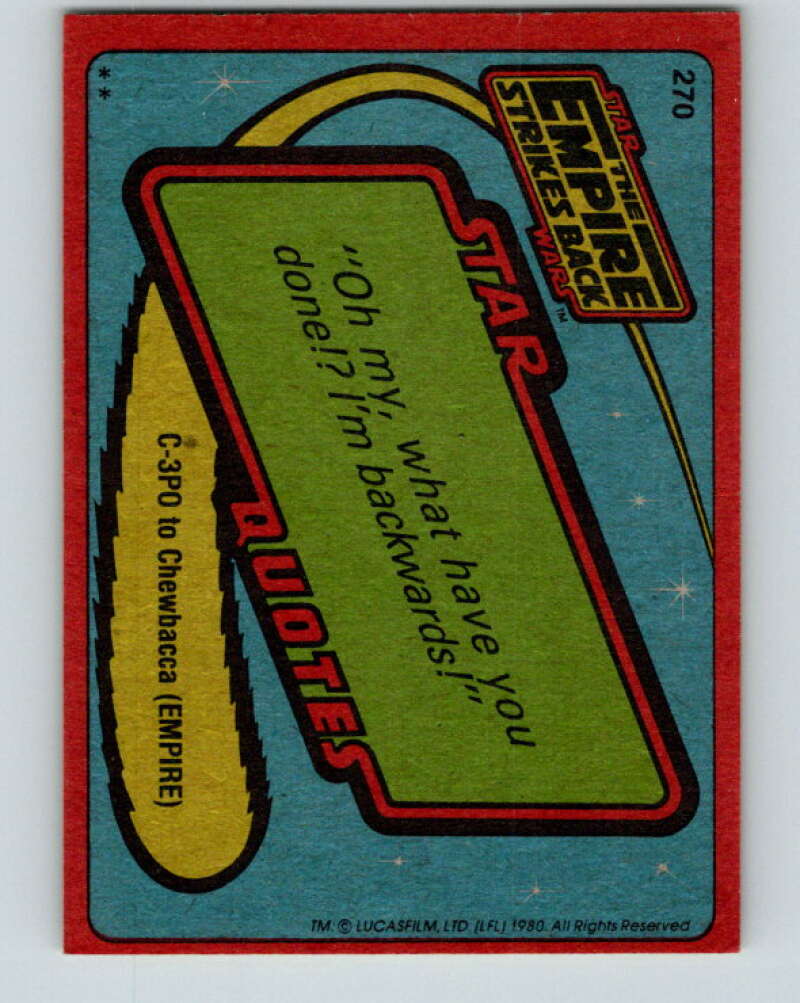 270
STAR
THE
EMPIRE
STRIKES BACK
WARS
TM
STAR
"Oh my, what have you
done!? I'm backwards!"
QUOTES
C-3PO to Chewbacca (EMPIRE)
**
TM: © LUCASFILM, LTD. (LFL) 1980. All Rights Reserved